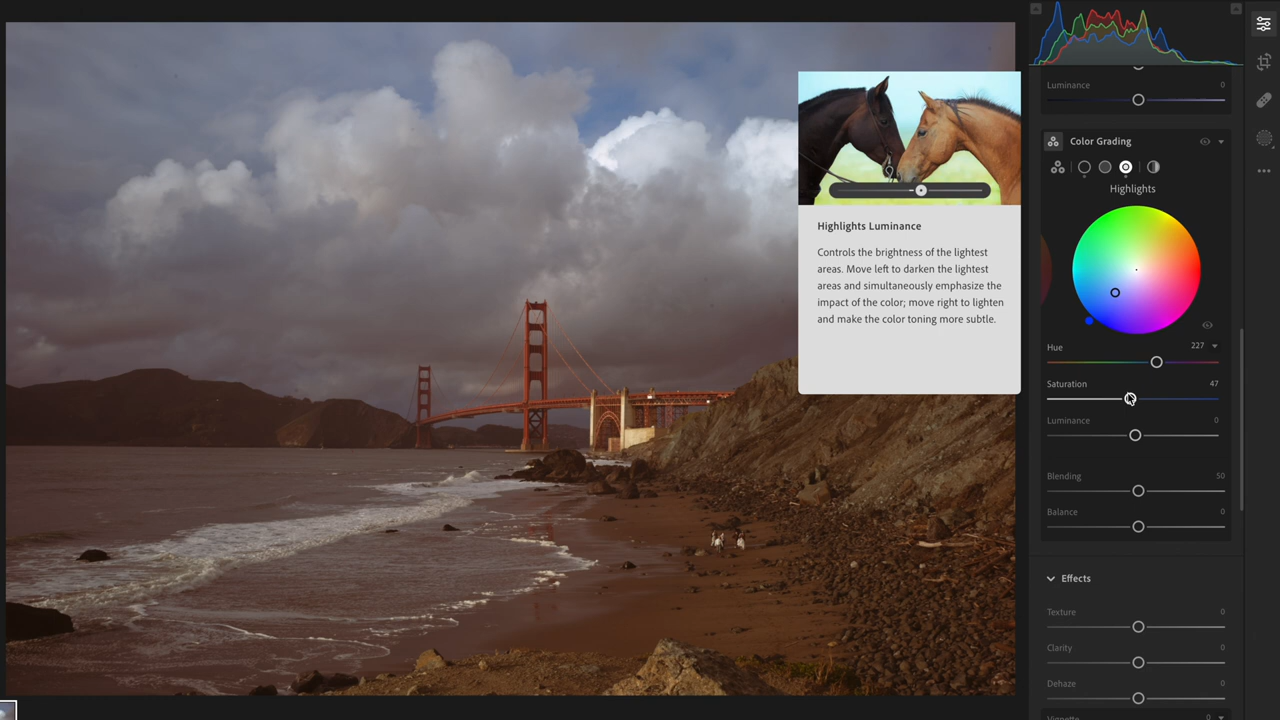 Luminance 0
Color Grading
Highlights
Highlights Luminance
Controls the brightness of the lightest
areas. Move left to darken the lightest
areas and simultaneously emphasize the
impact of the color; move right to lighten
and make the color toning more subtle.
Hue 227
Saturation 47
Luminance 0
Blending 50
Balance 0
Effects
Texture 0
Clarity 0
Dehaze 0